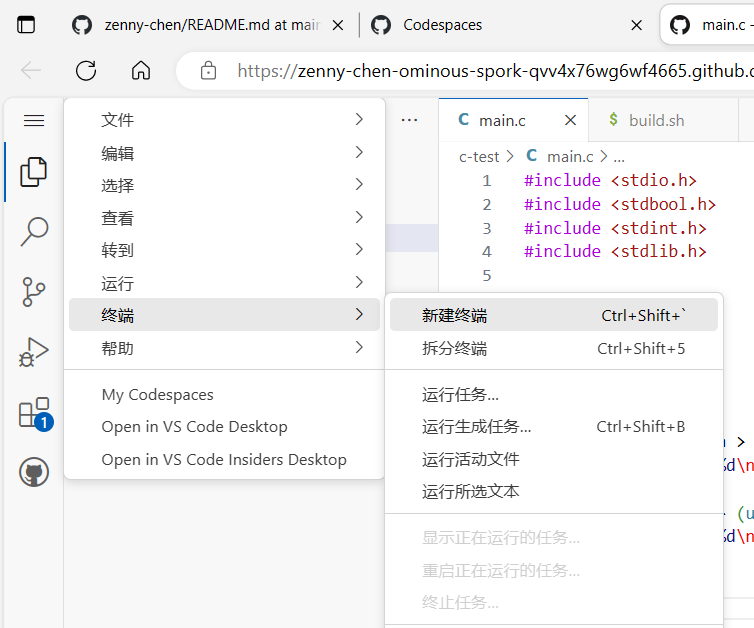 zenny-chen/README.md at main
Codespaces
main.c -
https://zenny-chen-ominous-spork-qvv4x76wg6wf4665.github.d
文件
编辑
选择
查看
转到
运行
终端
帮助
My Codespaces
Open in VS Code Desktop
Open in VS Code Insiders Desktop
1
...
C main.c
$ build.sh
c-test > C main.c > ...
1 #include <stdio.h>
2 #include <stdbool.h>
3 #include <stdint.h>
4 #include <stdlib.h>
5
新建终端 Ctrl+Shift+`
拆分终端 Ctrl+Shift+5
运行任务...
运行生成任务... Ctrl+Shift+B
运行活动文件
运行所选文本
显示正在运行的任务...
重启正在运行的任务...
终止任务...
>
%d\n
(u
%d\n